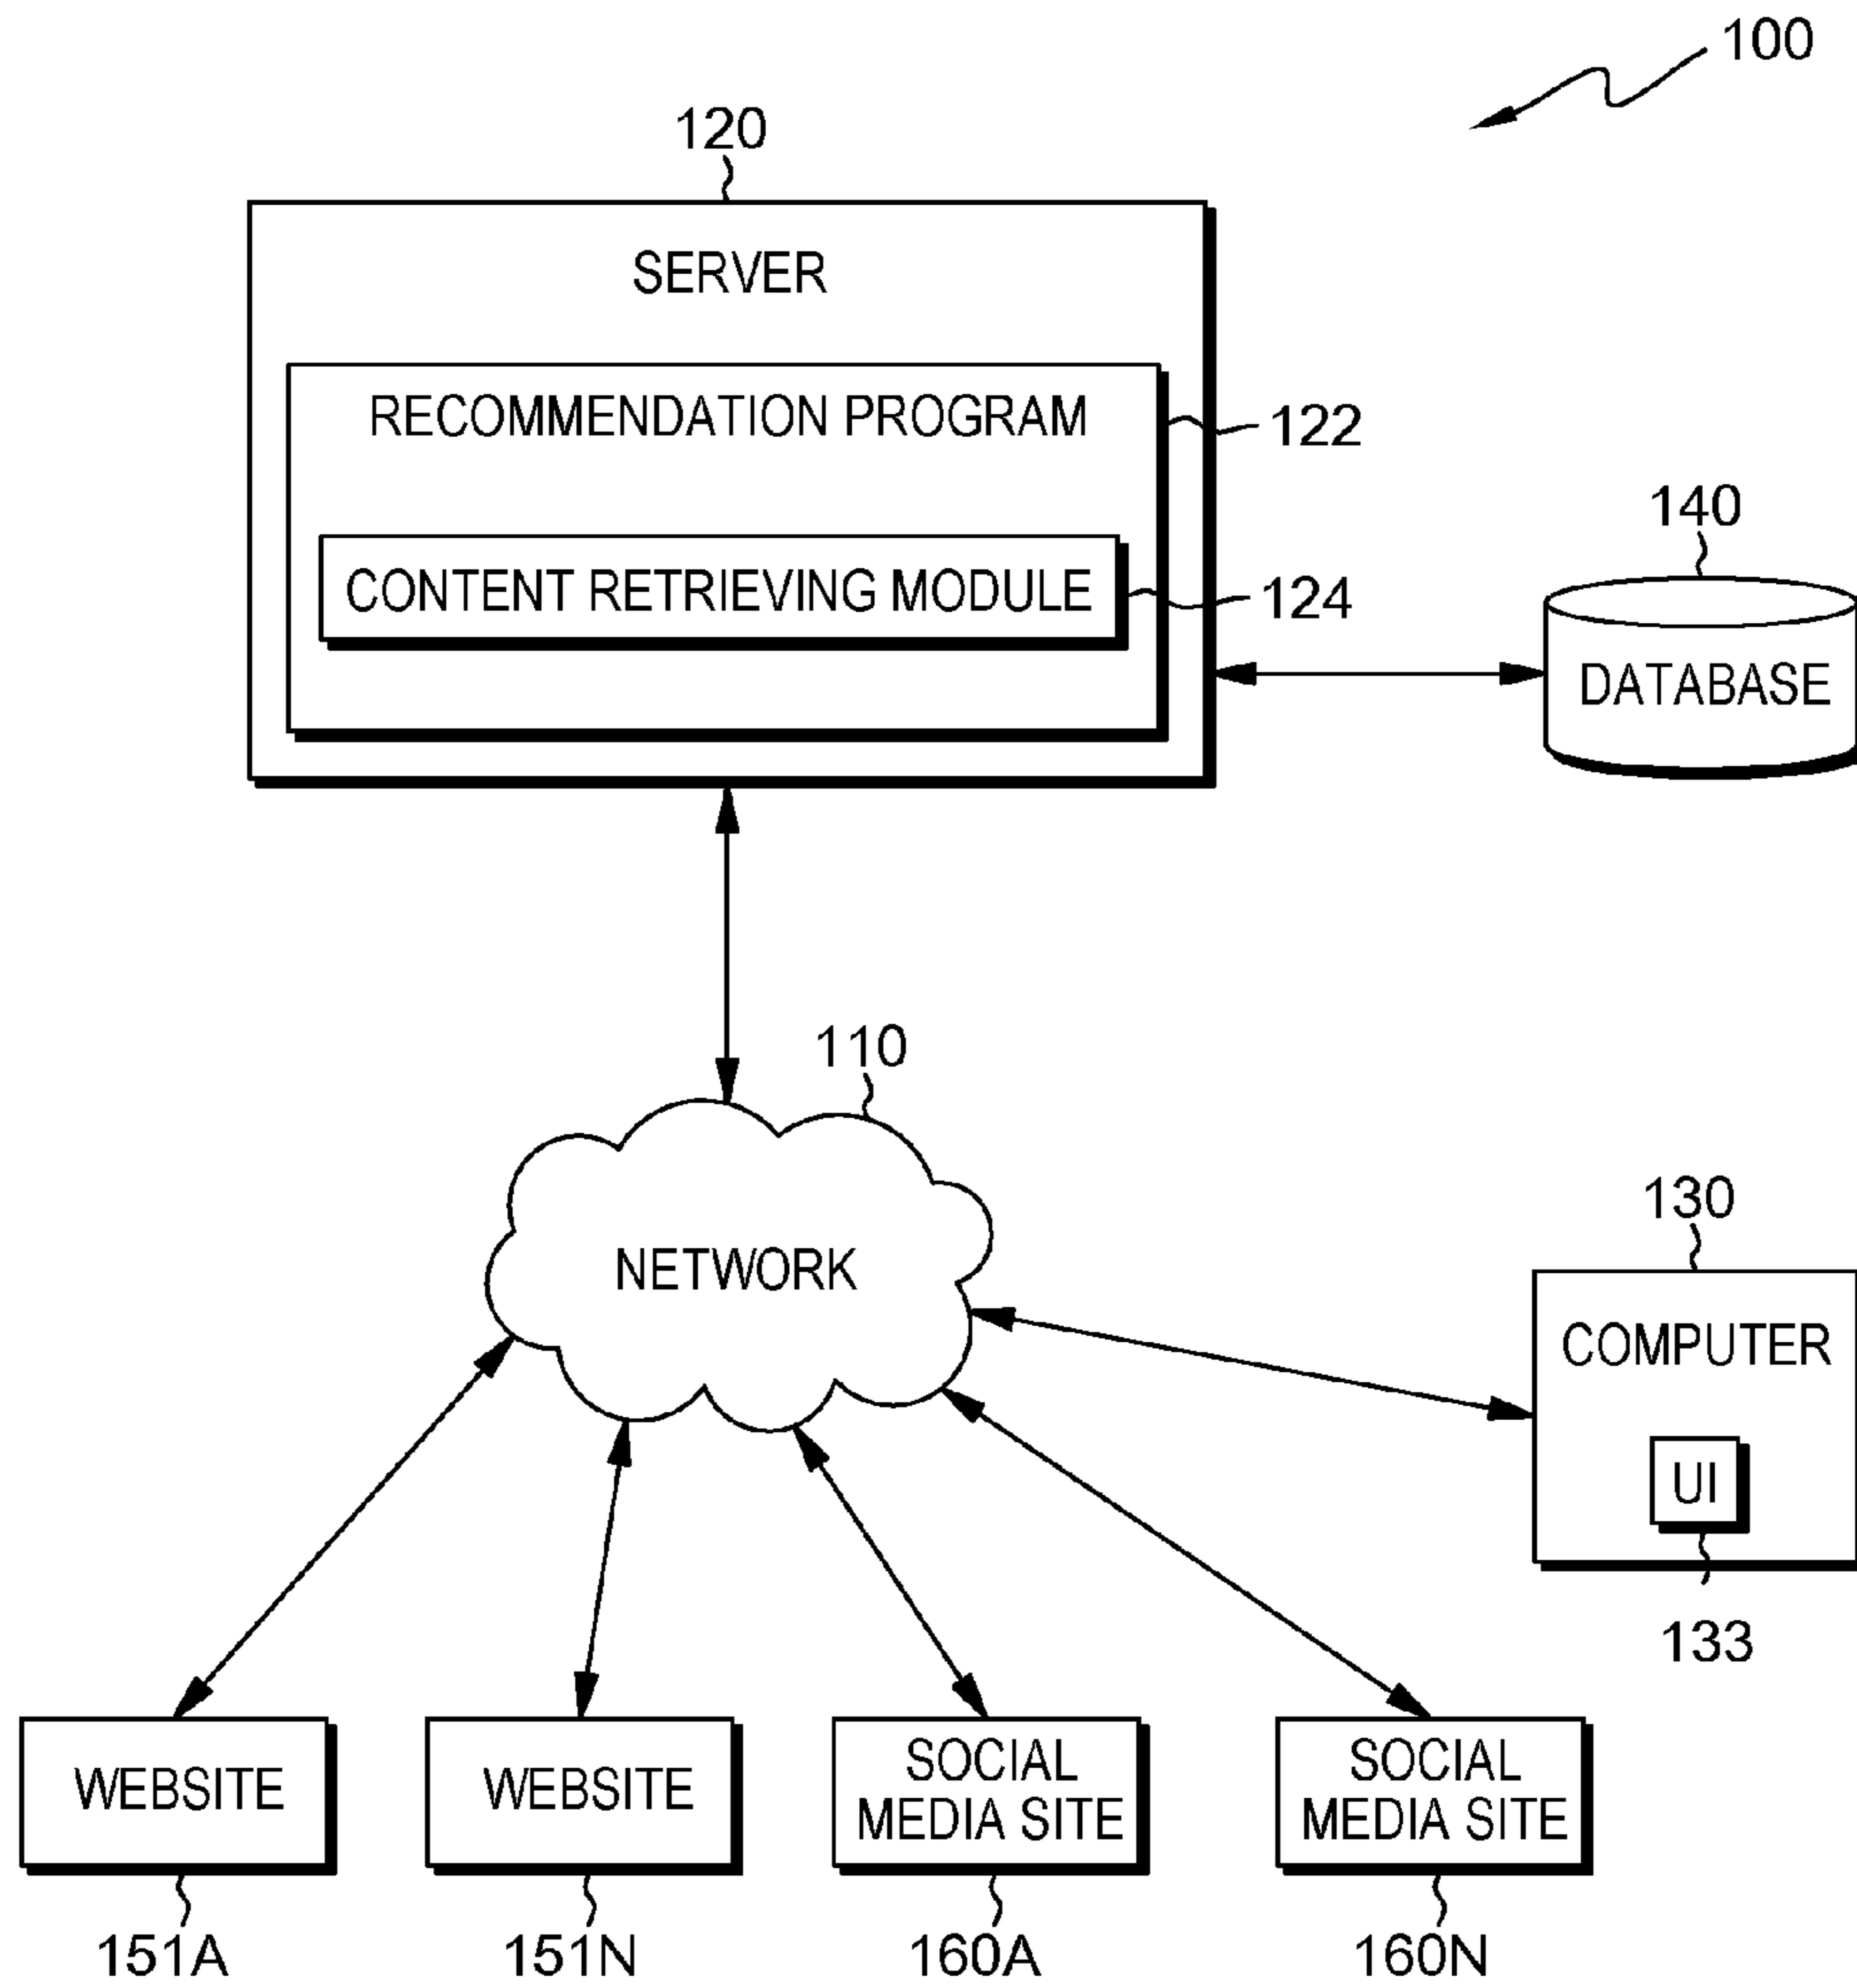 100
120
SERVER
RECOMMENDATION PROGRAM
122
CONTENT RETRIEVING MODULE
124
140
DATABASE
110
NETWORK
130
COMPUTER
UI
133
WEBSITE
WEBSITE
SOCIAL
MEDIA SITE
SOCIAL
MEDIA SITE
151A
151N
160A
160N